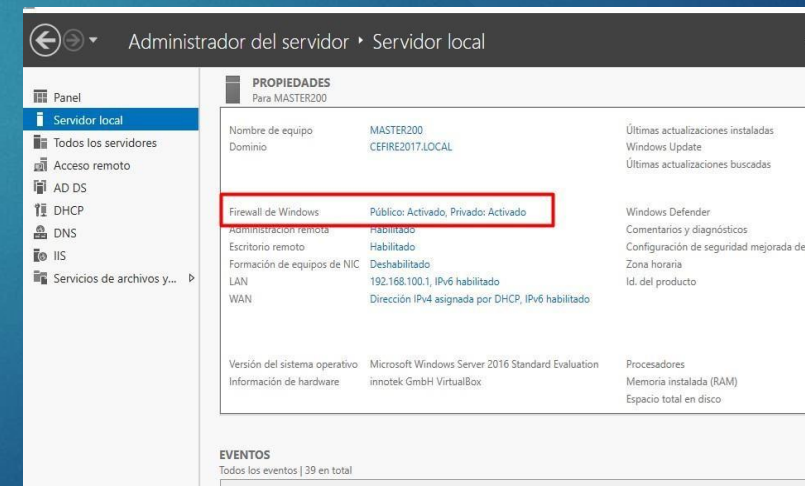 Administrador del servidor ‣ Servidor local
Panel
Servidor local
Todos los servidores
Acceso remoto
AD DS
DHCP
DNS
IIS
Servicios de archivos y...
PROPIEDADES
Para MASTER200
Nombre de equipo MASTER200 Últimas actualizaciones instaladas
Dominio CEFIRE2017.LOCAL Windows Update
Últimas actualizaciones buscadas
Firewall de Windows Público: Activado, Privado: Activado Windows Defender
Administración remota Habilitado Comentarios y diagnósticos
Escritorio remoto Habilitado Configuración de seguridad mejorada de
Formación de equipos de NIC Deshabilitado Zona horaria
LAN 192.168.100.1, IPv6 habilitado Id. del producto
WAN Dirección IPv4 asignada por DHCP, IPv6 habilitado
Versión del sistema operativo Microsoft Windows Server 2016 Standard Evaluation Procesadores
Información de hardware innotek GmbH VirtualBox Memoria instalada (RAM)
Espacio total en disco
EVENTOS
Todos los eventos | 39 en total